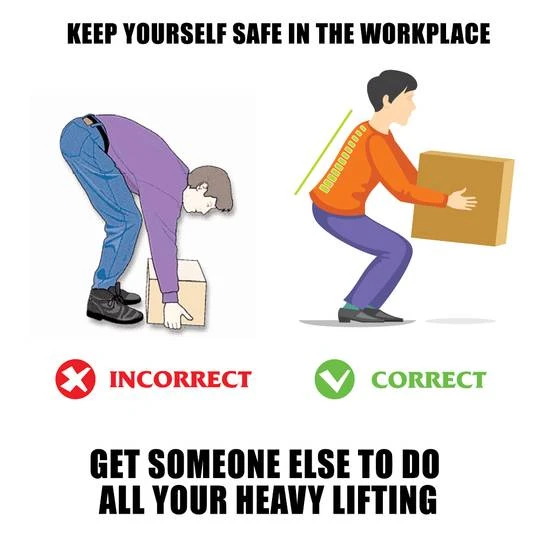 KEEP YOURSELF SAFE IN THE WORKPLACE
INCORRECT
CORRECT
GET SOMEONE ELSE TO DO
ALL YOUR HEAVY LIFTING